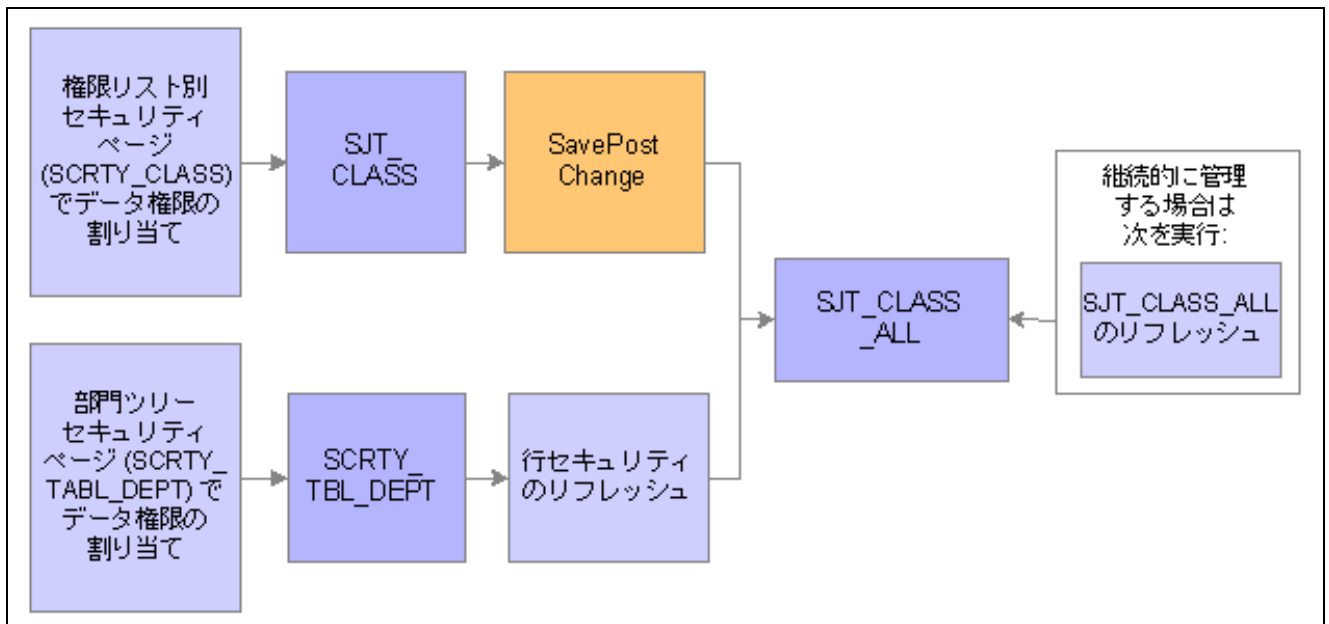 権限リスト別
セキュリティ
ページ
(SCRTY_CLASS)
でデータ権限の
割り当て
SJT_
CLASS
SavePost
Change
部門ツリー
セキュリティ
ページ (SCRTY_
TABL_DEPT) で
データ権限の
割り当て
SCRTY_
TBL_DEPT
行セキュリティ
のリフレッシュ
SJT_CLASS
_ALL
継続的に管理
する場合は
次を実行:
SJT_CLASS_ALL
のリフレッシュ